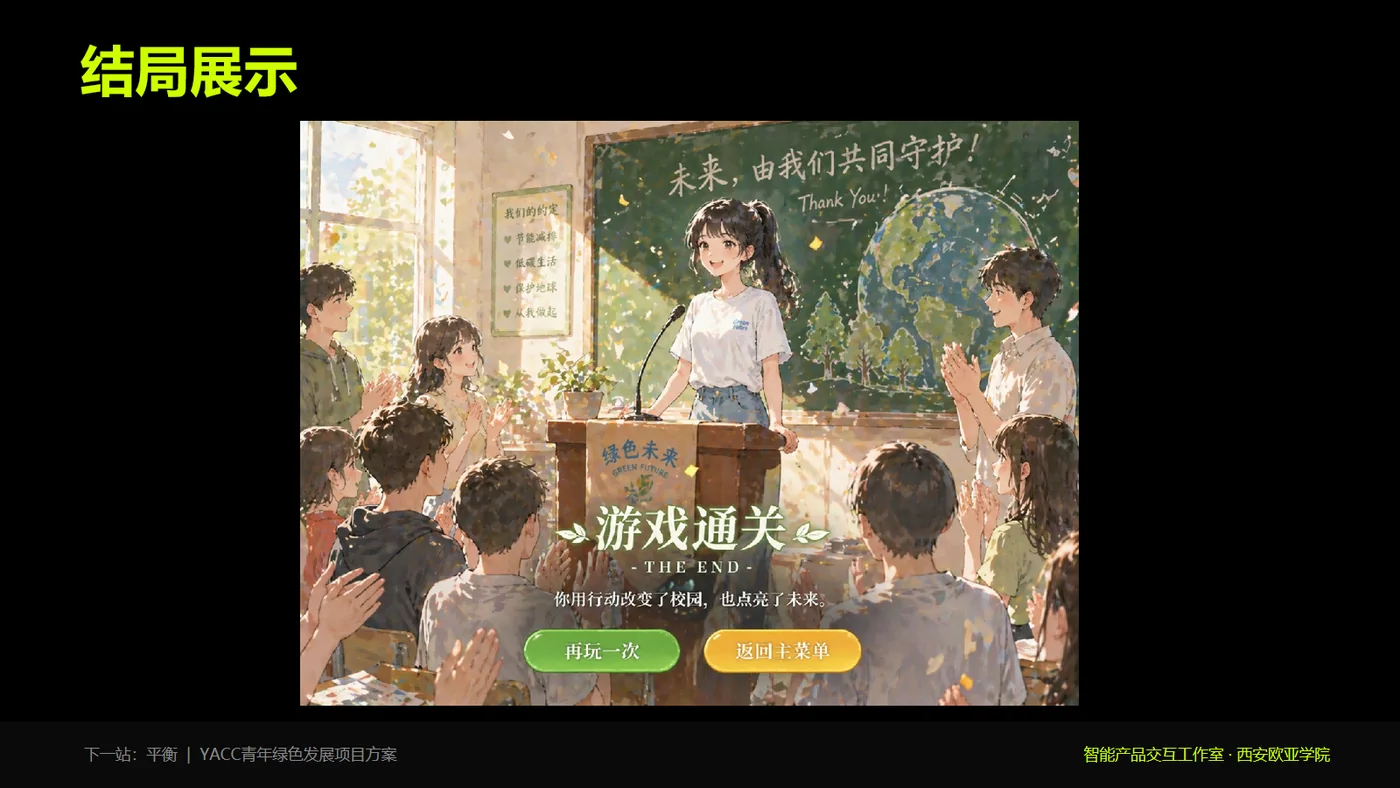 结局展示
未来，由我们共同守护！
Thank You!
我们的约定
节能减排
低碳生活
保护地球
从我做起
Green Future
绿色未来
GREEN FUTURE
游戏通关
- THE END -
你用行动改变了校园，也点亮了未来。
再玩一次
返回主菜单
下一站：平衡 | YACC青年绿色发展项目方案
智能产品交互工作室 · 西安欧亚学院